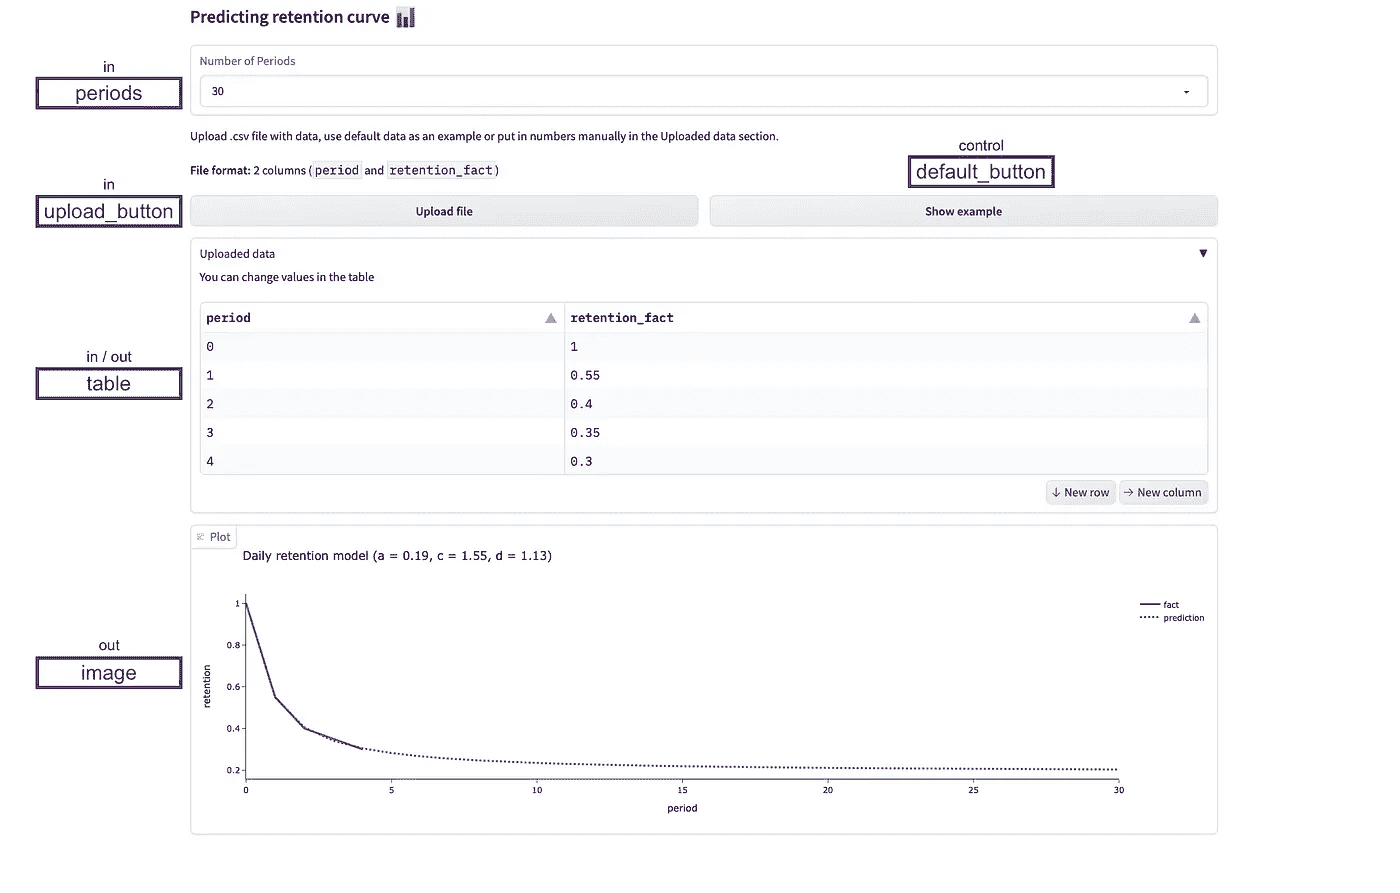 Predicting retention curve
in
periods
Number of Periods
30
Upload .csv file with data, use default data as an example or put in numbers manually in the Uploaded data section.
control
default_button
File format: 2 columns (period and retention_fact)
in
upload_button
Upload file
Show example
Uploaded data
You can change values in the table
period retention_fact
0 1
in / out
table
1 0.55
2 0.4
3 0.35
4 0.3
↓ New row → New column
Plot
Daily retention model (a = 0.19, c = 1.55, d = 1.13)
out
image
retention
1
0.8
0.6
0.4
0.2
fact
prediction
0 5 10 15 20 25 30
period